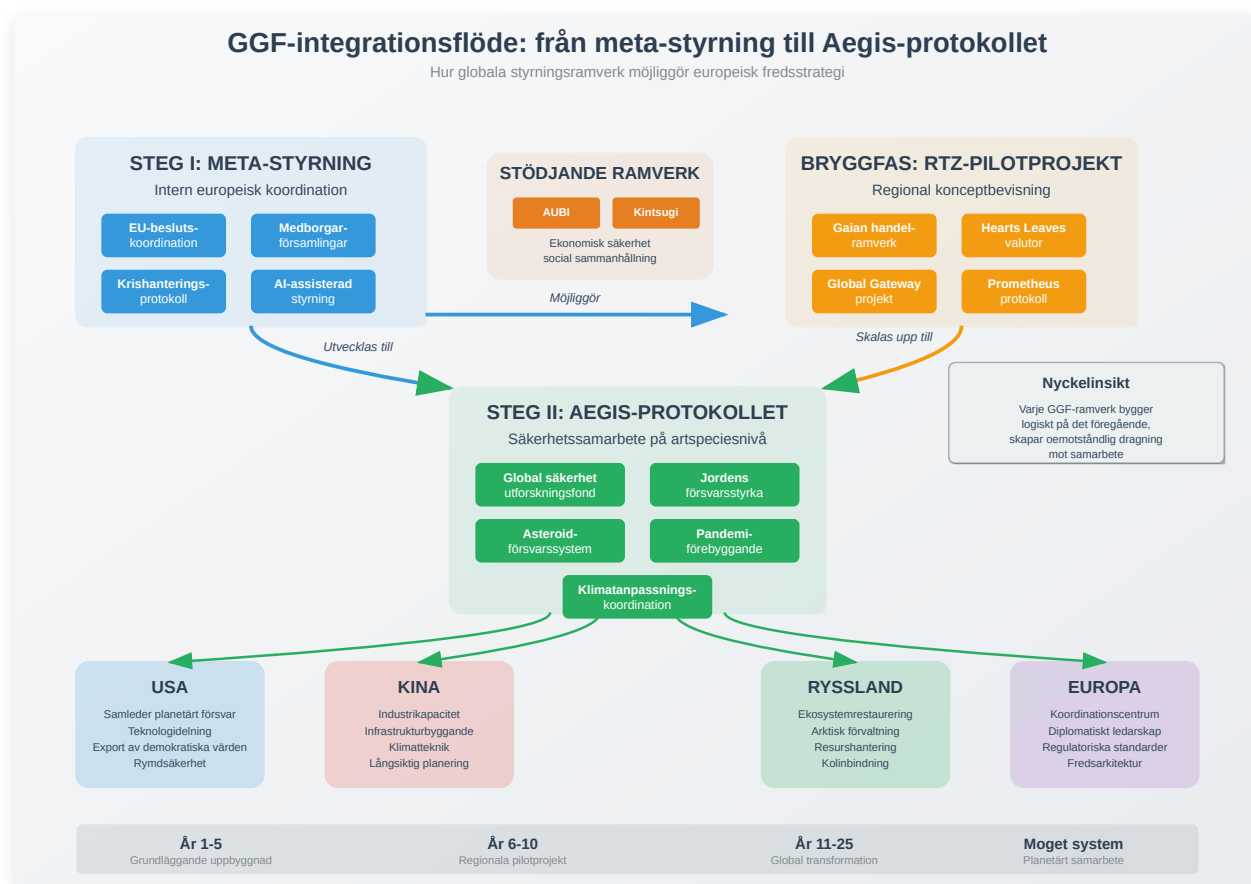 GGF-integrationsflöde: från meta-styrning till Aegis-protokollet
Hur globala styrningsramverk möjliggör europeisk fredsstrategi
STEG I: META-STYRNING
Intern europeisk koordination
EU-besluts-
koordination
Medborgar-
församlingar
Krishanterings-
protokoll
AI-assisterad
styrning
STÖDJANDE RAMVERK
AUBI
Kintsugi
Ekonomisk säkerhet
social sammanhållning
BRYGGFAS: RTZ-PILOTPROJEKT
Regional konceptbevisning
Gaian handel-
ramverk
Hearts Leaves
valutor
Global Gateway
projekt
Prometheus
protokoll
Möjliggör
Utvecklas till
Skalas upp till
Nyckelinsikt
Varje GGF-ramverk bygger
logiskt på det föregående,
skapar oemotståndlig dragning
mot samarbete
STEG II: AEGIS-PROTOKOLLET
Säkerhetssamarbete på artspeciesnivå
Global säkerhet
utforskningsfond
Jordens
försvarsstyrka
Asteroid-
försvarssystem
Pandemi-
förebyggande
Klimatanpassnings-
koordination
USA
Samleder planetärt försvar
Teknologidelning
Export av demokratiska värden
Rymdsäkerhet
KINA
Industrikapacitet
Infrastrukturbyggande
Klimatteknik
Långsiktig planering
RYSSLAND
Ekosystemrestaurering
Arktisk förvaltning
Resurshantering
Kolinbindning
EUROPA
Koordinationscentrum
Diplomatiskt ledarskap
Regulatoriska standarder
Fredsarkitektur
År 1-5
Grundläggande uppbyggnad
År 6-10
Regionala pilotprojekt
År 11-25
Global transformation
Moget system
Planetärt samarbete